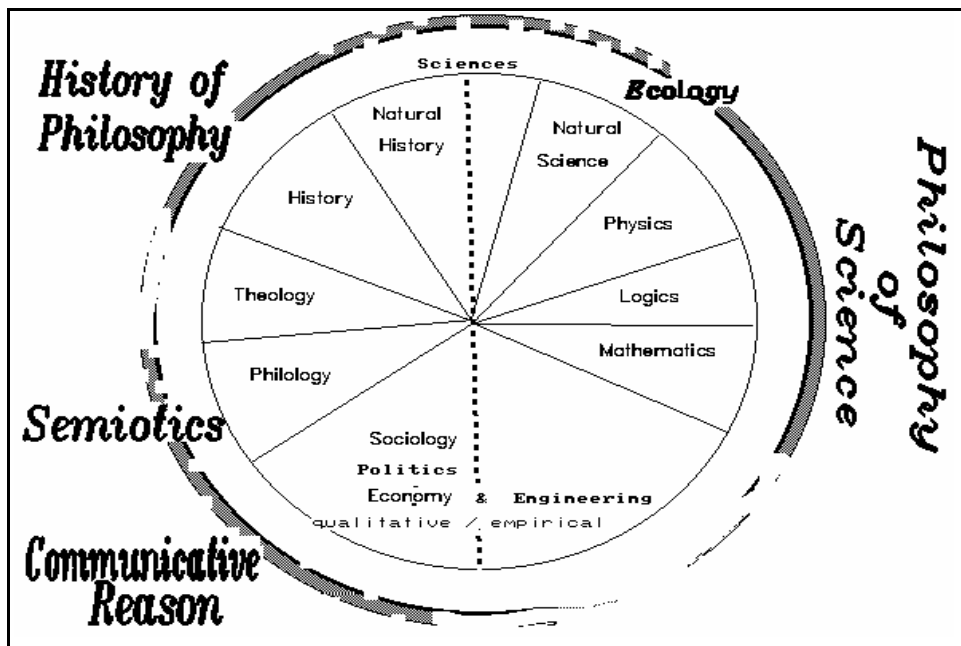 History of
Philosophy
Sciences
Ecology
Natural
History
Natural
Science
History
Physics
Theology
Logics
Philology
Mathematics
Philosophy
of
Science
Semiotics
Sociology
Politics
Economy & Engineering
qualitative / empirical
Communicative
Reason